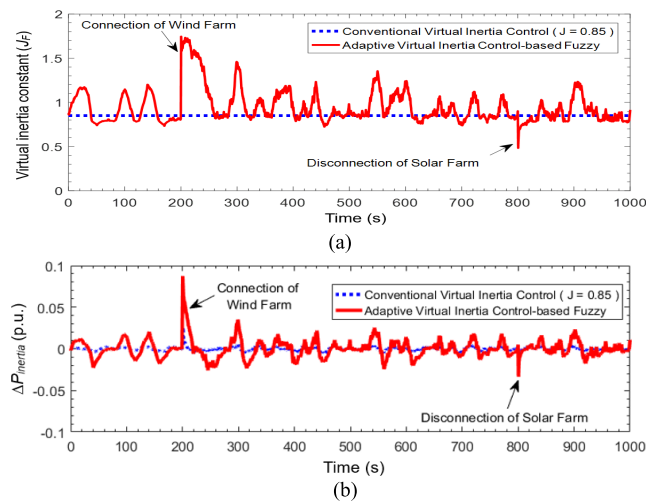 Connection of Wind Farm
Conventional Virtual Inertia Control ( J = 0.85 )
Adaptive Virtual Inertia Control-based Fuzzy
Virtual Inertia constant (JF)
2
1.5
1
0.5
0
Disconnection of Solar Farm
0 100 200 300 400 500 600 700 800 900 1000
Time (s)
(a)
Connection of
Wind Farm
Conventional Virtual Inertia Control ( J = 0.85 )
Adaptive Virtual Inertia Control-based Fuzzy
ΔPInertia (p.u.)
0.1
0.05
0
-0.05
-0.1
Disconnection of Solar Farm
0 100 200 300 400 500 600 700 800 900 1000
Time (s)
(b)